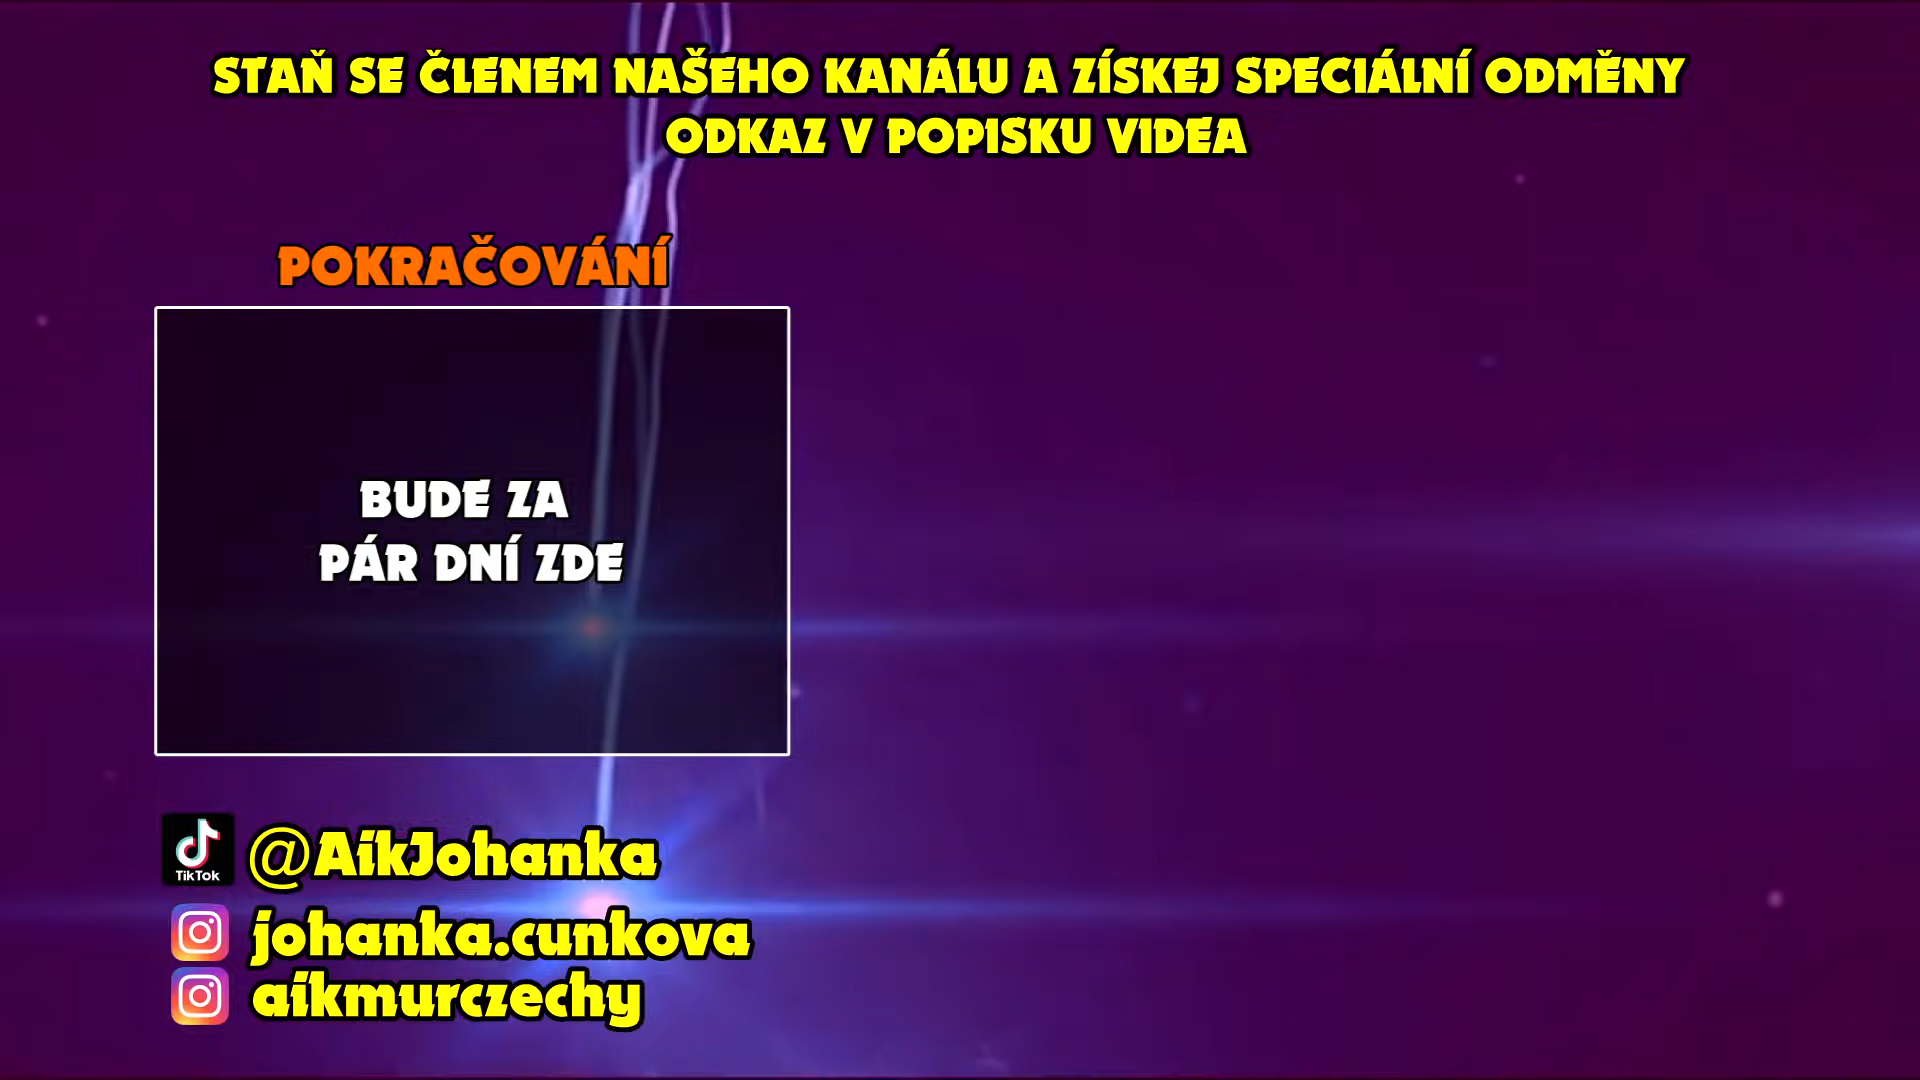 STAŇ SE ČLENEM NAŠEHO KANÁLU A ZÍSKEJ SPECIÁLNÍ ODMĚNY
ODKAZ V POPISKU VIDEA
POKRAČOVÁNÍ
BUDE ZA
PÁR DNÍ ZDE
TikTok
@AikJohanka
johanka.cunkova
aikmurczechy